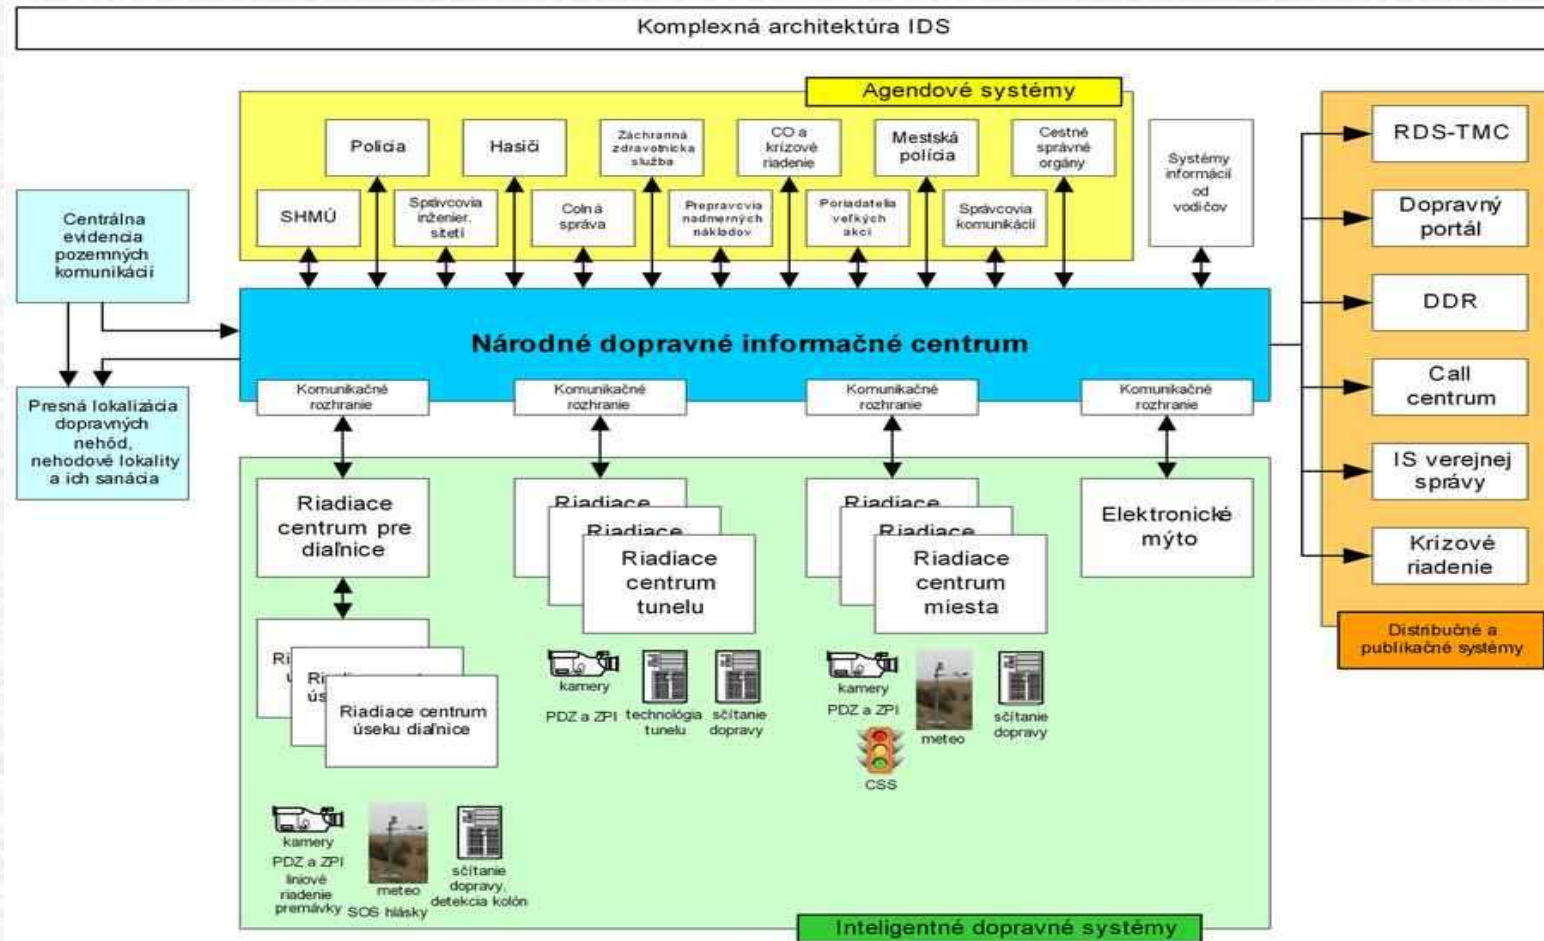 Komplexná architektúra IDS
Agendové systémy
Polícia
Hasiči
Záchranná
zdravotnícka
služba
CO a
krízové
riadenie
Mestská
polícia
Cestné
správne
orgány
SHMÚ
Správcovia
inžinier.
sítetí
Colná
správa
Prepravcovia
nadmerných
nákladov
Poriadatelia
veľkých
akcí
Správcovia
komunikácií
Systémy
informácií
od
vodičov
Centrálna
evidencia
pozemných
komunikácií
Presná lokalizácia
dopravných
nehôd,
nehodové lokality
a ich sanácia
Národné dopravné informačné centrum
Komunikačné
rozhranie
Komunikačné
rozhranie
Komunikačné
rozhranie
Komunikačné
rozhranie
Riadiace
centrum pre
diaľnice
Riadiace
Riadiace
Riadiace
centrum
tunelu
Riadiace
Riadiace
Riadiace
centrum
miesta
Elektronické
mýto
Riadiace centrum
úseku diaľnice
kamery
PDZ a ZPI
technológia
tunelu
sčítanie
dopravy
kamery
PDZ a ZPI
CSS
meteo
sčítanie
dopravy
kamery
PDZ a ZPI
líniové
riadenie
premávky
meteo
SOS hlásky
sčítanie
dopravy,
detekcia kolón
Inteligentné dopravné systémy
RDS-TMC
Dopravný
portál
DDR
Call
centrum
IS verejnej
správy
Krízové
riadenie
Distribučné a
publikačné systémy